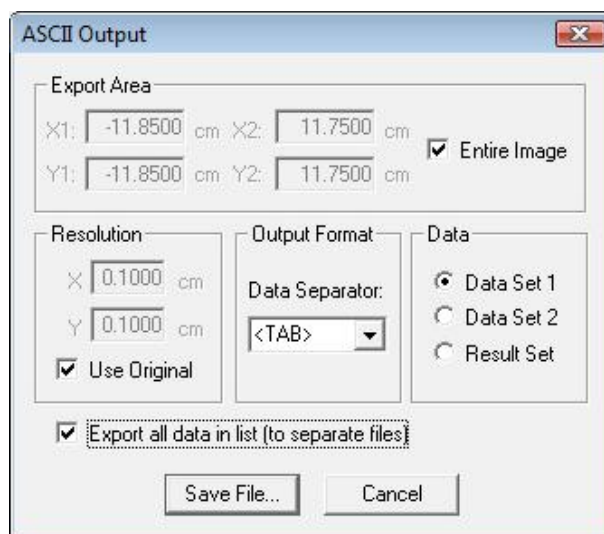 ASCII Output
Export Area
X1: -11.8500 cm X2: 11.7500 cm
Y1: -11.8500 cm Y2: 11.7500 cm
Entire Image
Resolution
X 0.1000 cm
Y 0.1000 cm
Use Original
Output Format
Data Separator:
<TAB>
Data
Data Set 1
Data Set 2
Result Set
Export all data in list (to separate files)
Save File... Cancel